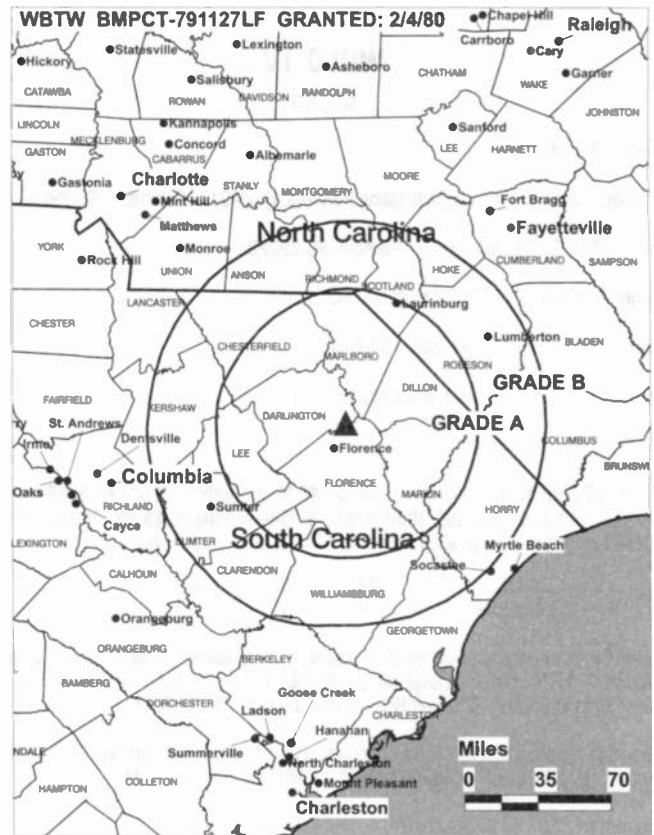 WBTW BMPCT-791127LF GRANTED: 2/4/80
Chapel Hill
Raleigh
Carrboro
Lexington
Statesville
Cary
Hickory
Asheboro
CHATHAM
WAKE
Garner
Salisbury
CATAWBA
ROWAN
DAVIDSON
RANDOLPH
JOHNSTON
LINCOLN
Kannapolis
Sanford
MECKLENBURG
LEE
HARNETT
GASTON
Concord
CABARRUS
Albemarle
MOORE
Gastonia
STANLY
MONTGOMERY
Charlotte
Mint Hill
Fort Bragg
Matthews
Fayetteville
North Carolina
YORK
Monroe
Rock Hill
UNION
ANSON
RICHMOND
HOKE
CUMBERLAND
SAMPSON
SCOTLAND
LANCASTER
Laurinburg
CHESTER
CHESTERFIELD
Lumberton
BLADEN
MARLBORO
ROBESON
DILLON
GRADE B
FAIRFIELD
KERSHAW
DARLINGTON
GRADE A
St. Andrews
Irmo
Dentsville
COLUMBUS
LEE
Florence
BRUNSW
Columbia
FLORENCE
Oaks
MARION
RICHLAND
Sumter
HORRY
Cayce
LEXINGTON
SUMTER
South Carolina
Myrtle Beach
Socastee
CALHOUN
CLARENDON
WILLIAMSBURG
Orangeburg
GEORGETOWN
ORANGEBURG
BERKELEY
BAMBERG
Goose Creek
DORCHESTER
Ladson
CHARLESTON
Hanahan
Summerville
Miles
NDALE
North Charleston
0 35 70
COLLETON
Mount Pleasant
HAMPTON
Charleston